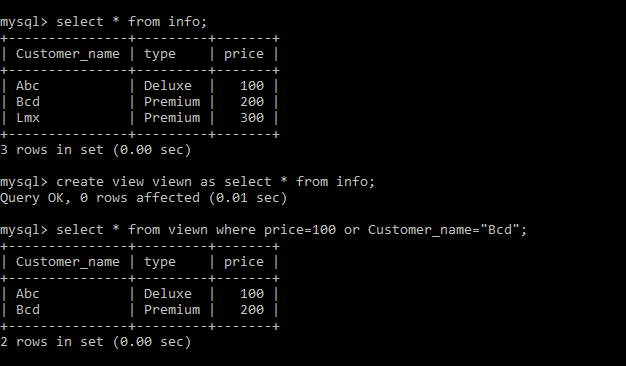 mysql> select * from info;
+---------------+---------+-------+
| Customer_name | type    | price |
+---------------+---------+-------+
| Abc           | Deluxe  |   100 |
| Bcd           | Premium |   200 |
| Lmx           | Premium |   300 |
+---------------+---------+-------+
3 rows in set (0.00 sec)
mysql> create view viewn as select * from info;
Query OK, 0 rows affected (0.01 sec)
mysql> select * from viewn where price=100 or Customer_name="Bcd";
+---------------+---------+-------+
| Customer_name | type    | price |
+---------------+---------+-------+
| Abc           | Deluxe  |   100 |
| Bcd           | Premium |   200 |
+---------------+---------+-------+
2 rows in set (0.00 sec)